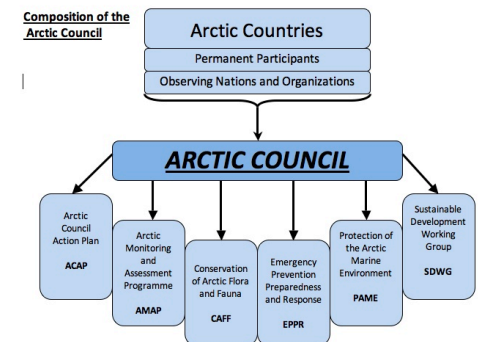 Composition of the
Arctic Council
Arctic Countries
Permanent Participants
Observing Nations and Organizations
ARCTIC COUNCIL
Arctic
Council
Action Plan
ACAP
Arctic
Monitoring
and
Assessment
Programme
AMAP
Conservation
of Arctic Flora
and Fauna
CAFF
Emergency
Prevention
Preparedness
and Response
EPPR
Protection of
the Arctic
Marine
Environment
PAME
Sustainable
Development
Working
Group
SDWG